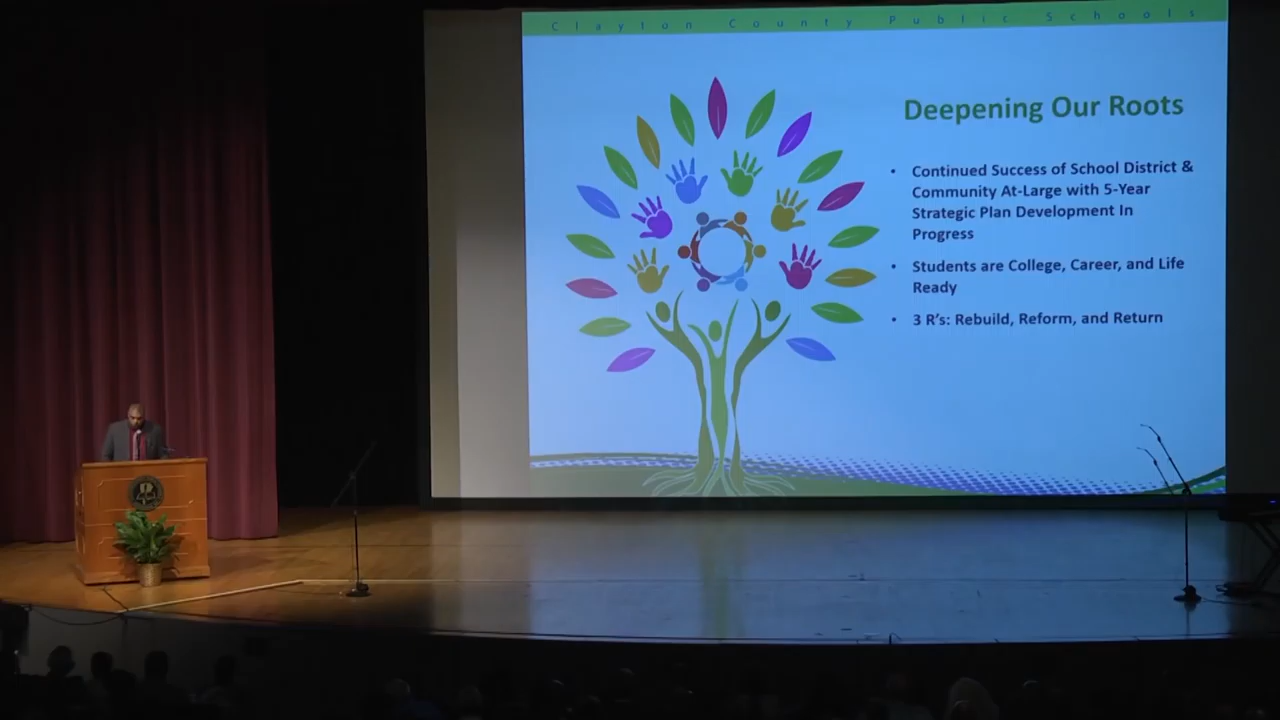 Clayton County Public Schools
Deepening Our Roots
• Continued Success of School District &
Community At-Large with 5-Year
Strategic Plan Development In
Progress
• Students are College, Career, and Life
Ready
• 3 R's: Rebuild, Reform, and Return